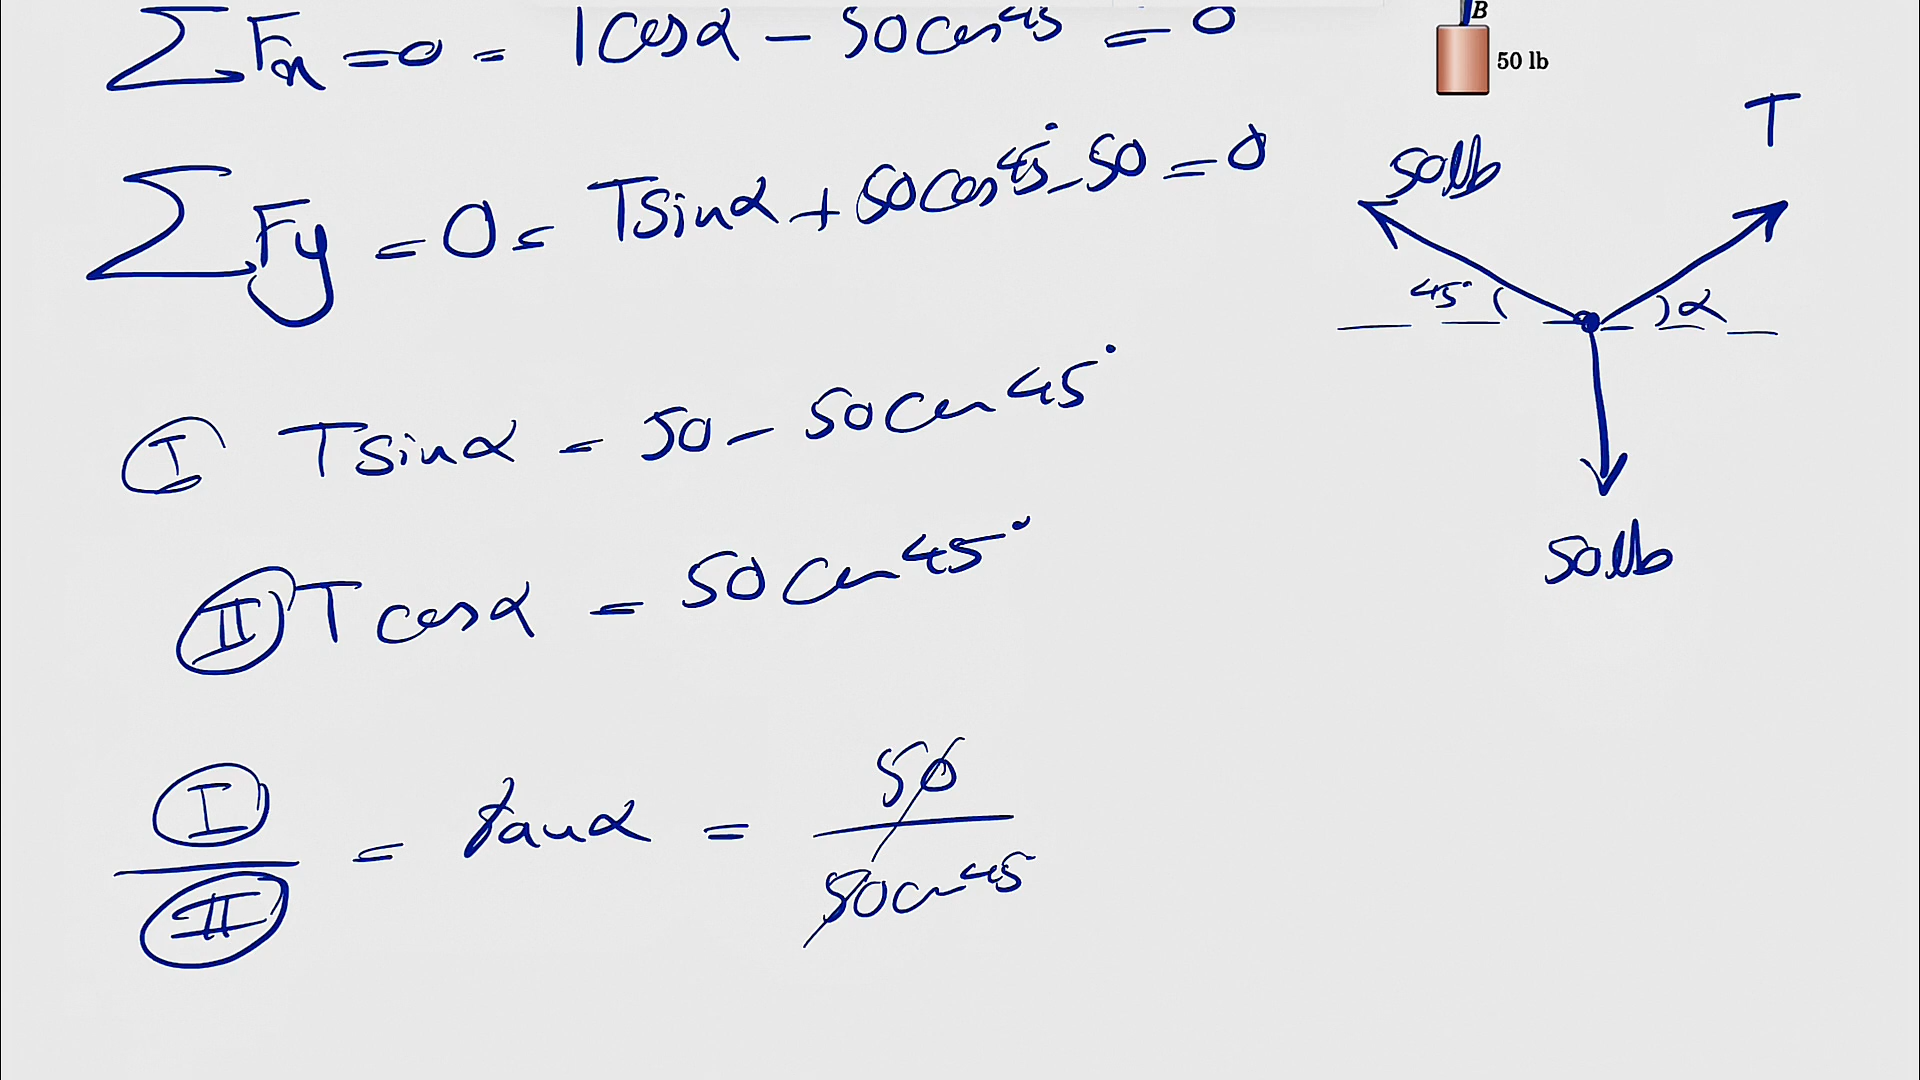 ΣFx = 0 = Tcosα - 50cos45 = 0
B
50 lb
ΣFy = 0 = Tsinα + 50cos45° - 50 = 0
T
50lb
45°
α
I Tsinα = 50 - 50cos45°
50lb
II Tcosα = 50cos45°
I/II = tanα = 50/50cos45